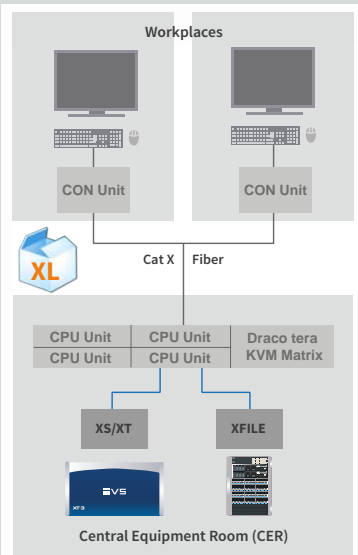 Workplaces
CON Unit
CON Unit
Cat X
Fiber
XL
CPU Unit
CPU Unit
Draco tera
KVM Matrix
CPU Unit
CPU Unit
XS/XT
XFILE
EVS
XT3
Central Equipment Room (CER)